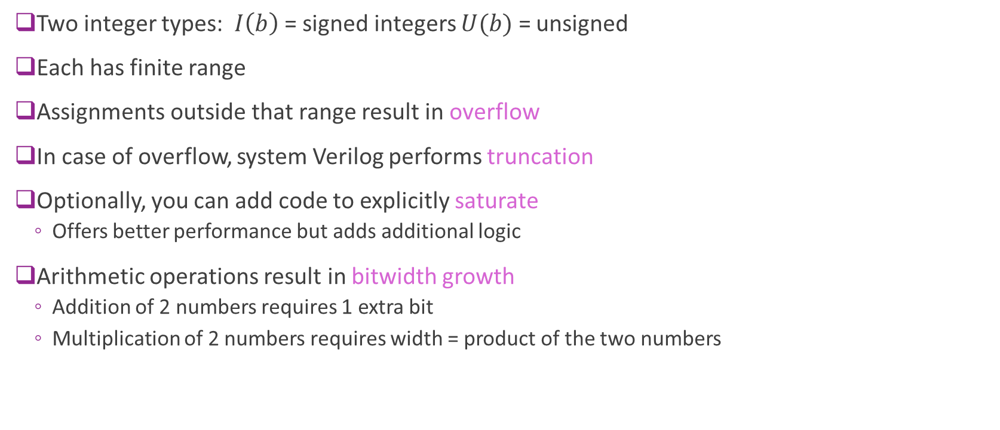 Two integer types: I(b) = signed integers U(b) = unsigned
Each has finite range
Assignments outside that range result in overflow
In case of overflow, system Verilog performs truncation
Optionally, you can add code to explicitly saturate
Offers better performance but adds additional logic
Arithmetic operations result in bitwidth growth
Addition of 2 numbers requires 1 extra bit
Multiplication of 2 numbers requires width = product of the two numbers